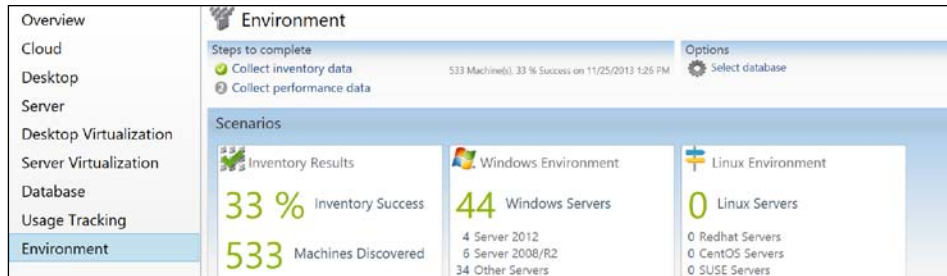 Overview
Cloud
Desktop
Server
Desktop Virtualization
Server Virtualization
Database
Usage Tracking
Environment
Environment
Steps to complete
Collect inventory data
533 Machine(s), 33 % Success on 11/25/2013 1:26 PM
2 Collect performance data
Options
Select database
Scenarios
Inventory Results
33 % Inventory Success
533 Machines Discovered
Windows Environment
44 Windows Servers
4 Server 2012
6 Server 2008/R2
34 Other Servers
Linux Environment
0 Linux Servers
0 Redhat Servers
0 CentOS Servers
0 SUSE Servers